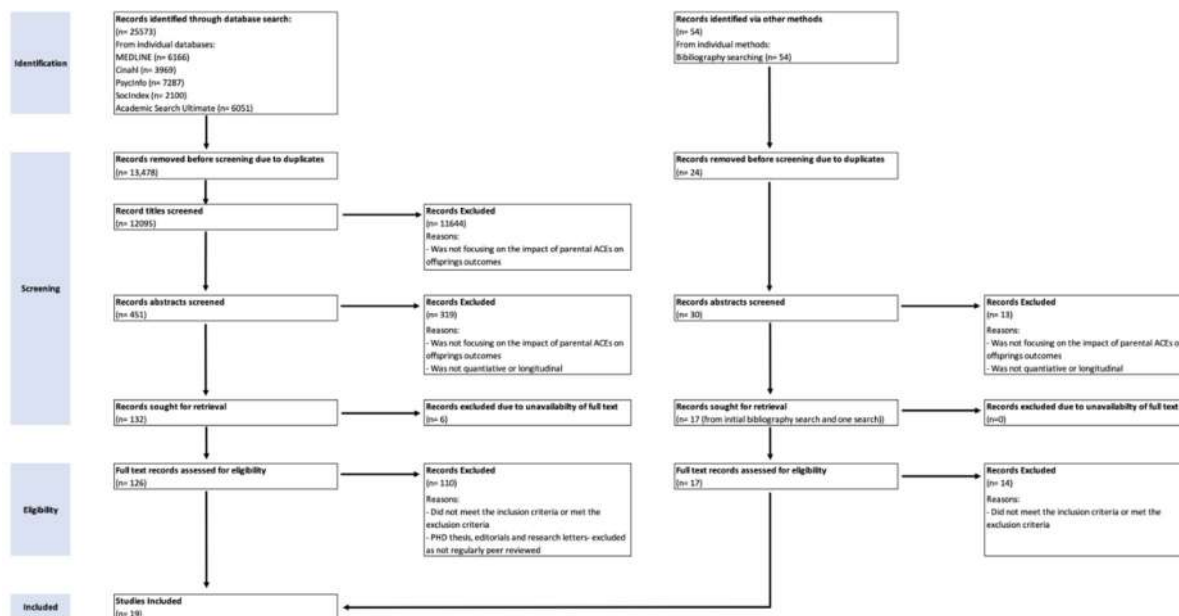 Identification
Records identified through database search:
(n= 25573)
From individual databases:
MEDLINE (n= 6166)
Cinahl (n= 3969)
PsycInfo (n= 7287)
SocIndex (n= 2100)
Academic Search Ultimate (n= 6051)
Records identified via other methods
(n= 54)
From individual methods:
Bibiliography searching (n= 54)
Screening
Records removed before screening due to duplicates
(n= 13,478)
Records removed before screening due to duplicates
(n= 24)
Record titles screened
(n= 12095)
Records Excluded
(n= 11644)
Reasons:
- Was not focusing on the impact of parental ACEs on
offsprings outcomes
Records abstracts screened
(n= 451)
Records Excluded
(n= 319)
Reasons:
- Was not focusing on the impact of parental ACEs on
offsprings outcomes
- Was not quantiative or longitudinal
Records abstracts screened
(n= 30)
Records Excluded
(n= 13)
Reasons:
- Was not focusing on the impact of parental ACEs o
offsprings outcomes
- Was not quantiative or longitudinal
Records sought for retrieval
(n= 132)
Records excluded due to unavailabilty of full text
(n= 6)
Records sought for retrieval
(n= 17 (from initial bibliography search and one search))
Records excluded due to unavailabilty of full text
(n=0)
Eligibility
Full text records assessed for eligibility
(n= 126)
Records Excluded
(n= 110)
Reasons:
- Did not meet the inclusion criteria or met the
exclusion criteria
- PHD thesis, editorials and research letters- excluded
as not regularly peer reviewed
Full text records assessed for eligibility
(n= 17)
Records Excluded
(n= 14)
Reasons:
- Did not meet the inclusion criteria or met the
exclusion criteria
Included
Studies Included
(n= 19)